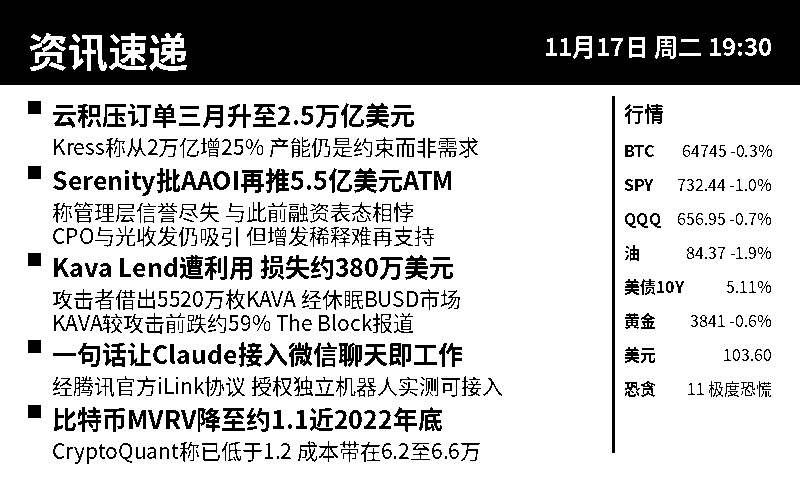 资讯速递
11月17日 周二 19:30
云积压订单三月升至2.5万亿美元
Kress称从2万亿增25% 产能仍是约束而非需求
Serenity批AAOI再推5.5亿美元ATM
称管理层信誉尽失 与此前融资表态相悖
CPO与光收发仍吸引 但增发稀释难再支持
Kava Lend遭利用 损失约380万美元
攻击者借出5520万枚KAVA 经休眠BUSD市场
KAVA较攻击前跌约59% The Block报道
一句话让Claude接入微信聊天即工作
经腾讯官方iLink协议 授权独立机器人实测可接入
比特币MVRV降至约1.1近2022年底
CryptoQuant称已低于1.2 成本带在6.2至6.6万
行情
BTC 64745 -0.3%
SPY 732.44 -1.0%
QQQ 656.95 -0.7%
油 84.37 -1.9%
美债10Y 5.11%
黄金 3841 -0.6%
美元 103.60
恐贪 11 极度恐慌